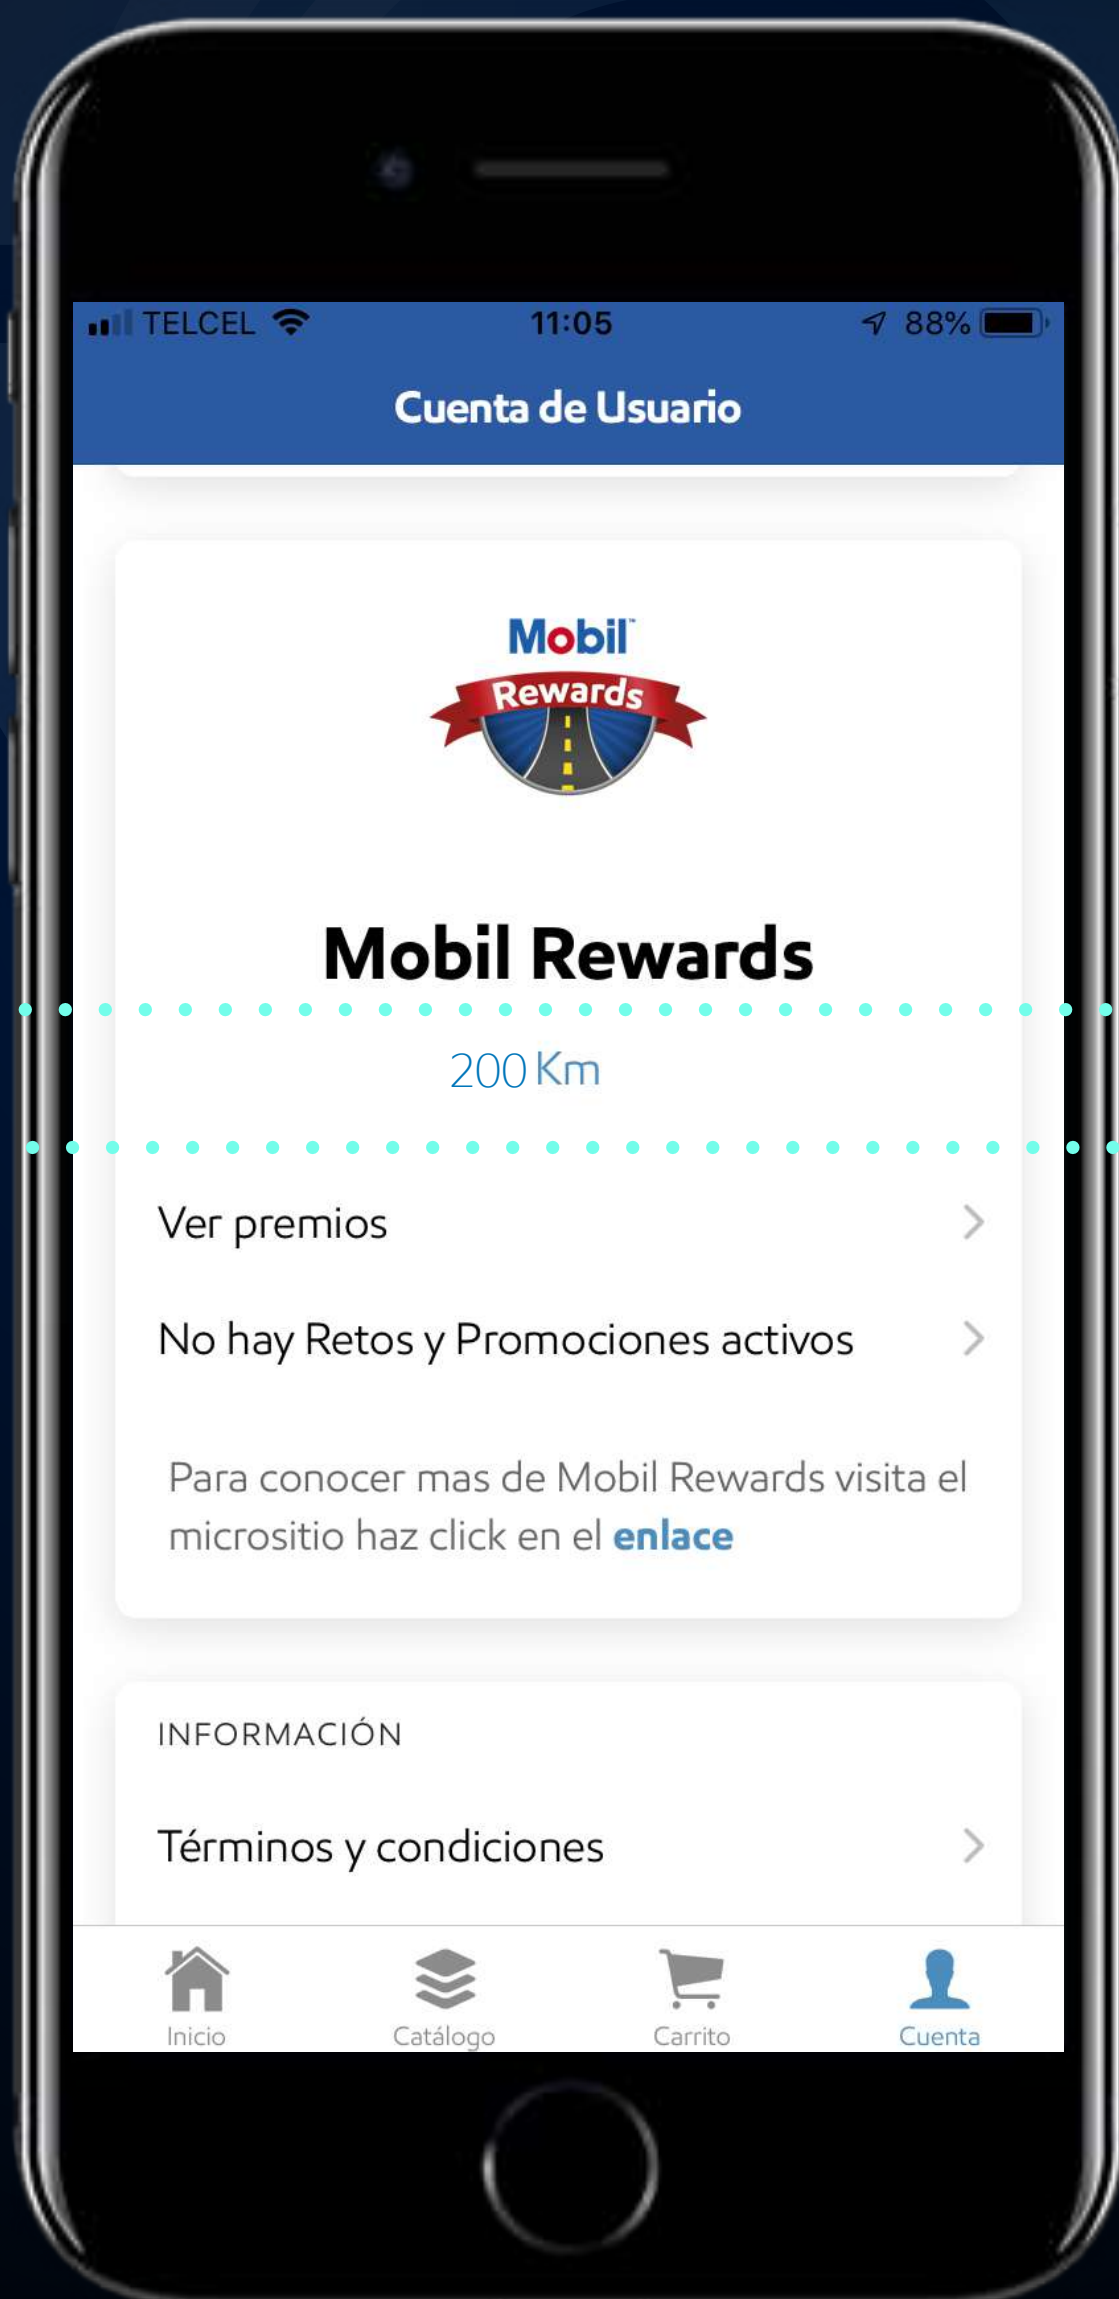 TELCEL 11:05 88%
Cuenta de Usuario
Mobil™
Rewards
Mobil Rewards
200 Km
Ver premios
No hay Retos y Promociones activos
Para conocer mas de Mobil Rewards visita el
micrositio haz click en el enlace
INFORMACIÓN
Términos y condiciones
Inicio Catálogo Carrito Cuenta